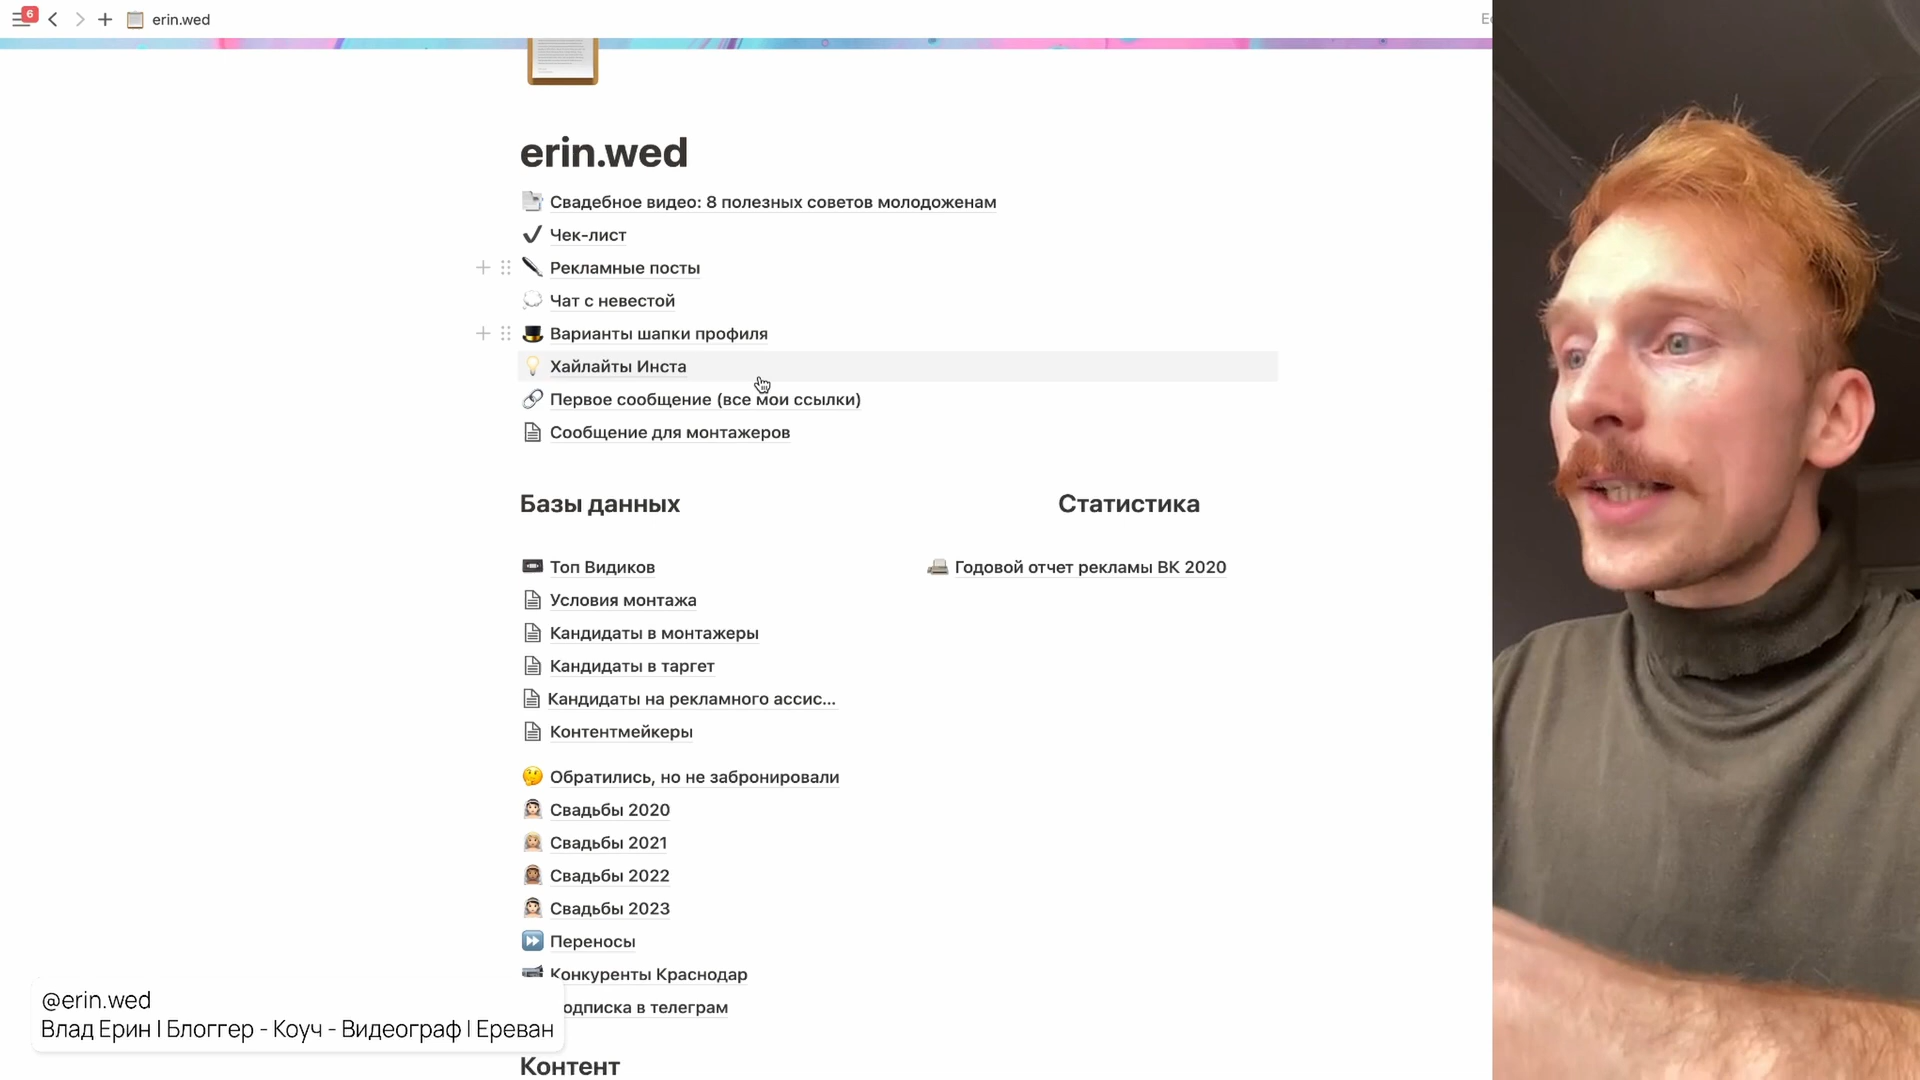 6
erin.wed
erin.wed
Свадебное видео: 8 полезных советов молодоженам
Чек-лист
Рекламные посты
Чат с невестой
Варианты шапки профиля
Хайлайты Инста
Первое сообщение (все мои ссылки)
Сообщение для монтажеров
Базы данных
Статистика
Топ Видиков
Годовой отчет рекламы ВК 2020
Условия монтажа
Кандидаты в монтажеры
Кандидаты в таргет
Кандидаты на рекламного ассис...
Контентмейкеры
Обратились, но не забронировали
Свадьбы 2020
Свадьбы 2021
Свадьбы 2022
Свадьбы 2023
Переносы
Конкуренты Краснодар
одписка в телеграм
@erin.wed
Влад Ерин | Блоггер - Коуч - Видеограф | Ереван
Контент